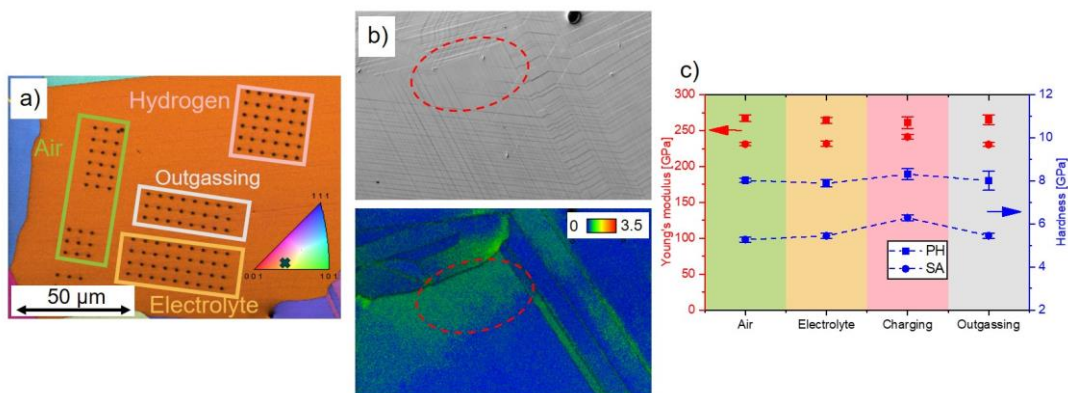 a)
Hydrogen
Air
Outgassing
111
001
101
50 µm
Electrolyte
b)
0
3.5
c)
300
250
200
150
100
50
0
Young's modulus [GPa]
12
10
8
6
4
2
Hardness [GPa]
PH
SA
Air
Electrolyte
Charging
Outgassing